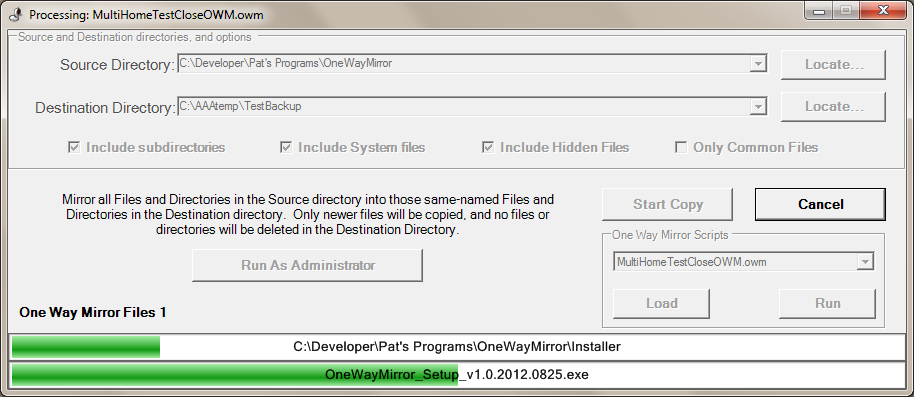 Processing: MultiHomeTestCloseOWM.owm
Source and Destination directories, and options
Source Directory: C:\Developer\Pat's Programs\OneWayMirror Locate...
Destination Directory: C:\AAAtemp\TestBackup Locate...
Include subdirectories Include System files Include Hidden Files Only Common Files
Mirror all Files and Directories in the Source directory into those same-named Files and
Directories in the Destination directory. Only newer files will be copied, and no files or
directories will be deleted in the Destination Directory.
Start Copy Cancel
Run As Administrator
One Way Mirror Scripts
MultiHomeTestCloseOWM.owm
Load Run
One Way Mirror Files 1
C:\Developer\Pat's Programs\OneWayMirror\Installer
OneWayMirror_Setup_v1.0.2012.0825.exe